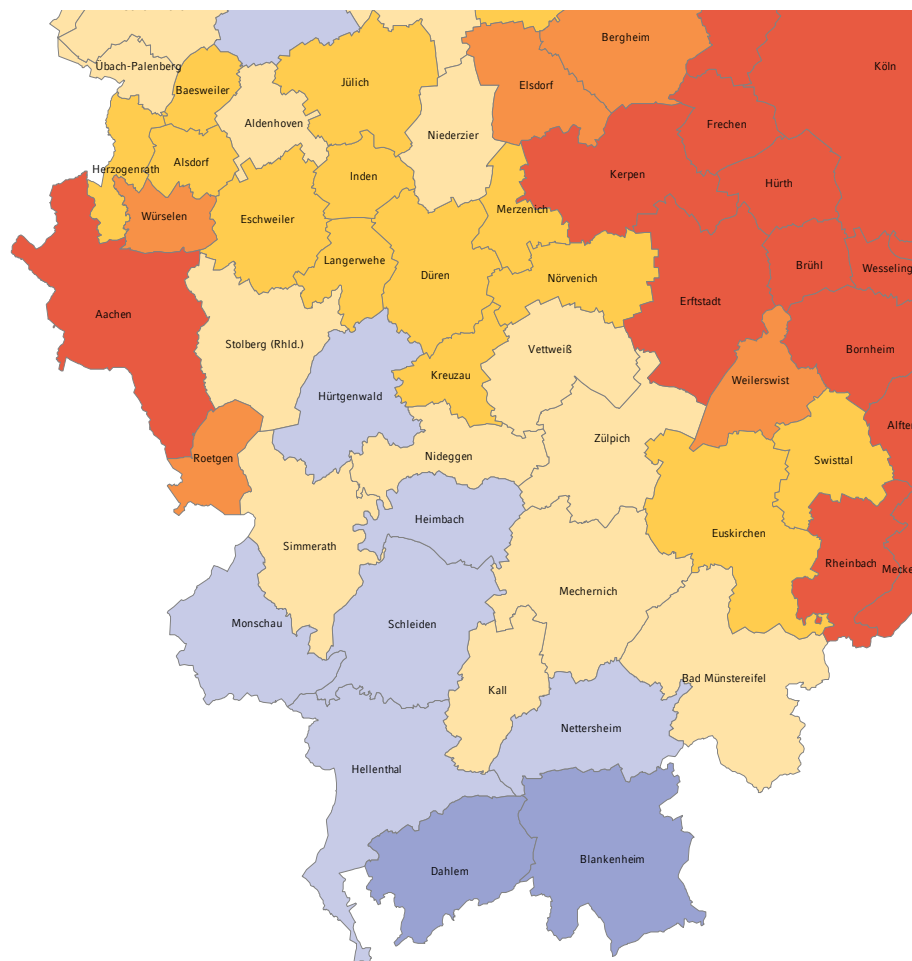 Bergheim
Köln
Übach-Palenberg
Jülich
Elsdorf
Baesweiler
Aldenhoven
Frechen
Niederzier
Alsdorf
Herzogenrath
Inden
Kerpen
Hürth
Merzenich
Würselen
Eschweiler
Langerwehe
Düren
Nörvenich
Brühl
Wesseling
Erftstadt
Aachen
Stolberg (Rhld.)
Vettweiß
Bornheim
Kreuzau
Weilerswist
Hürtgenwald
Alfter
Zülpich
Nideggen
Roetgen
Swisttal
Heimbach
Euskirchen
Simmerath
Rheinbach
Mecke
Mechernich
Monschau
Schleiden
Bad Münstereifel
Kall
Nettersheim
Hellenthal
Blankenheim
Dahlem